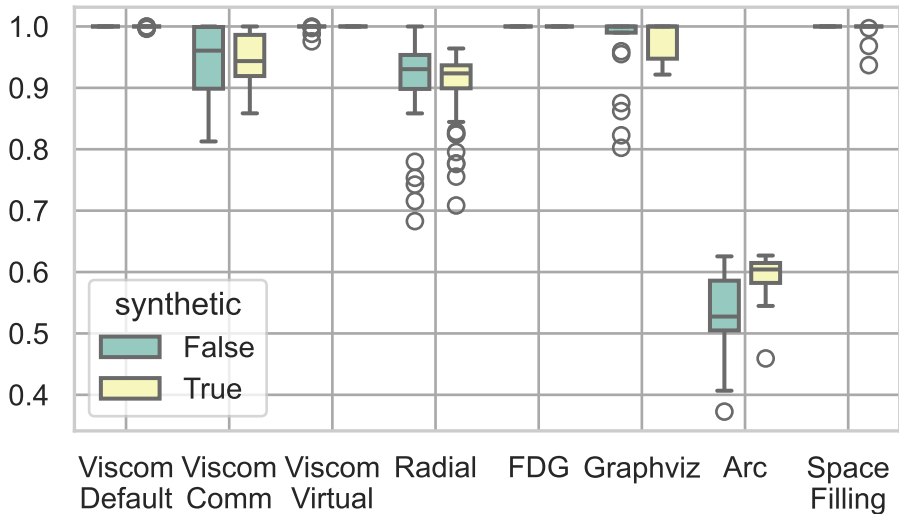 1.0
0.9
0.8
0.7
0.6
0.5
0.4
synthetic
False
True
Viscom Default
Viscom Comm
Viscom Virtual
Radial
FDG
Graphviz
Arc
Space Filling